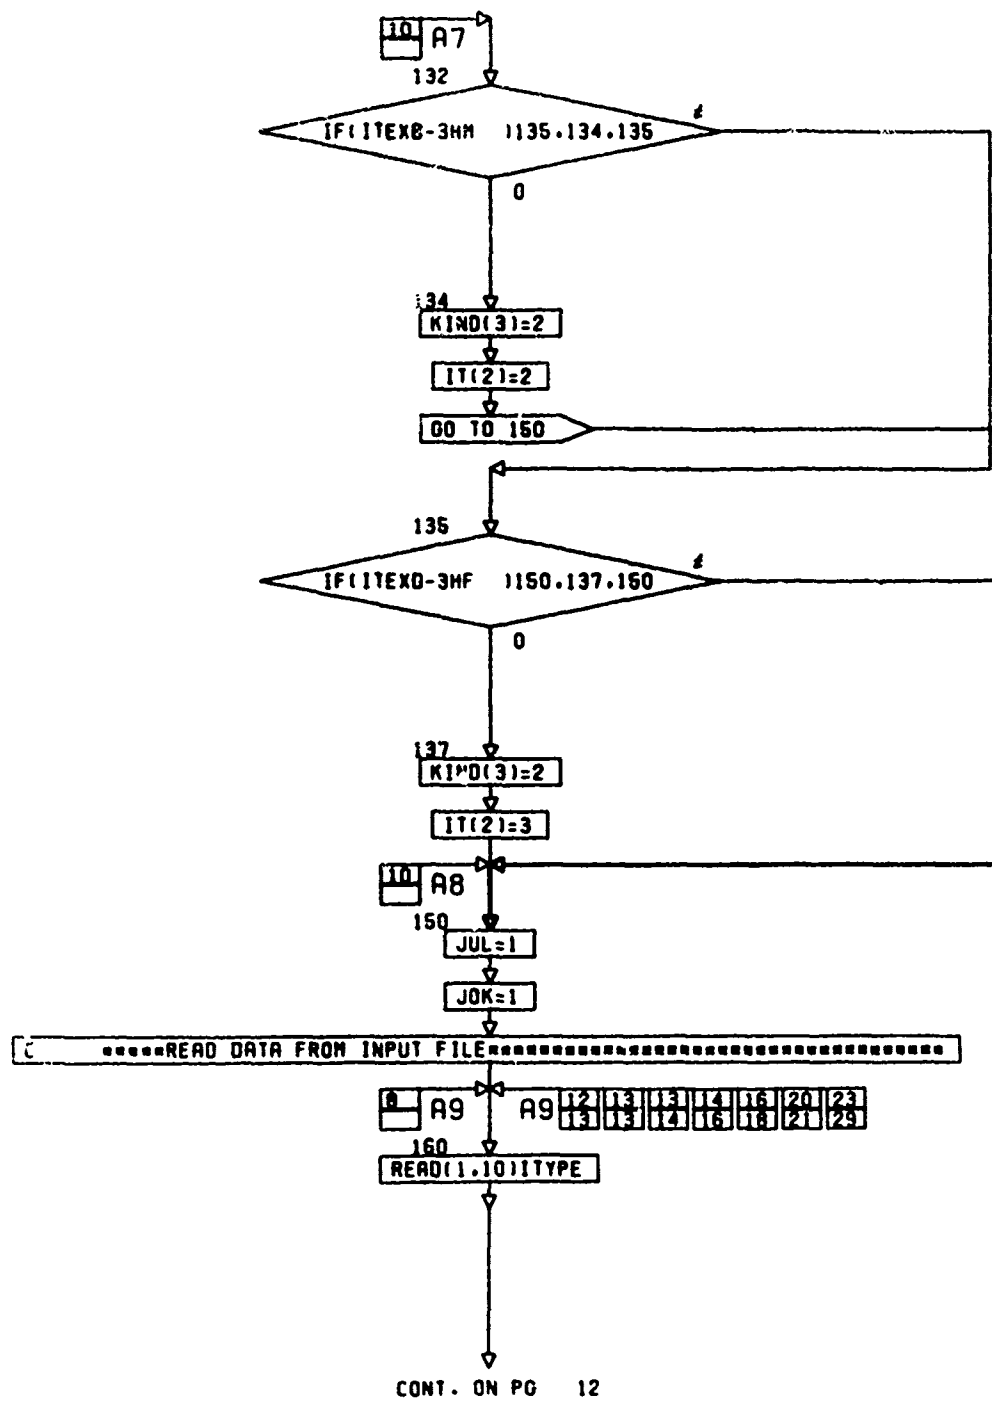 10 A7
132
IF(ITEXB-3HM )135,134,135
≠
0
134
KIND(3)=2
IT(2)=2
GO TO 150
135
IF(ITEXB-3HF )150,137,150
≠
0
137
KIND(3)=2
IT(2)=3
10 A8
150
JUL=1
JOK=1
C *****READ DATA FROM INPUT FILE************************************
8 A9 A9 12 13 13 14 16 20 23
13 13 14 16 18 21 29
160
READ(1,10)ITYPE
CONT. ON PG 12